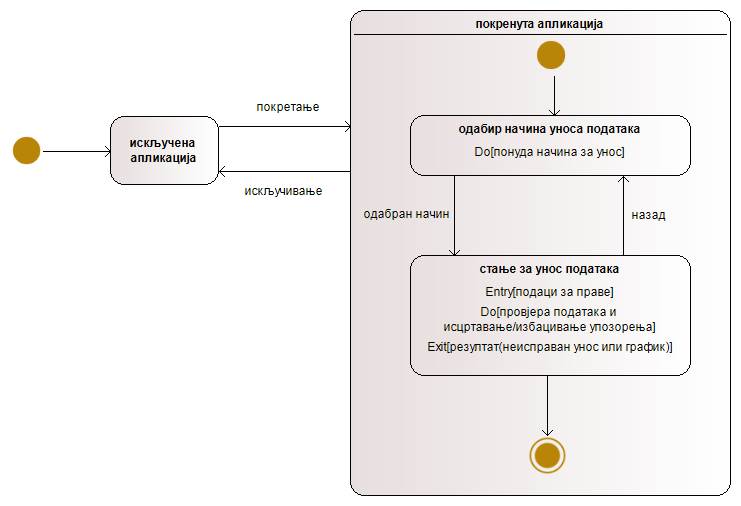 покренута апликација
покретање
искључена
апликација
искључивање
одабир начина уноса података
Do[понуда начина за унос]
одабран начин
назад
стање за унос података
Entry[подаци за праве]
Do[провјера података и
исцртавање/избацивање упозорења]
Exit[резултат(неисправан унос или график)]